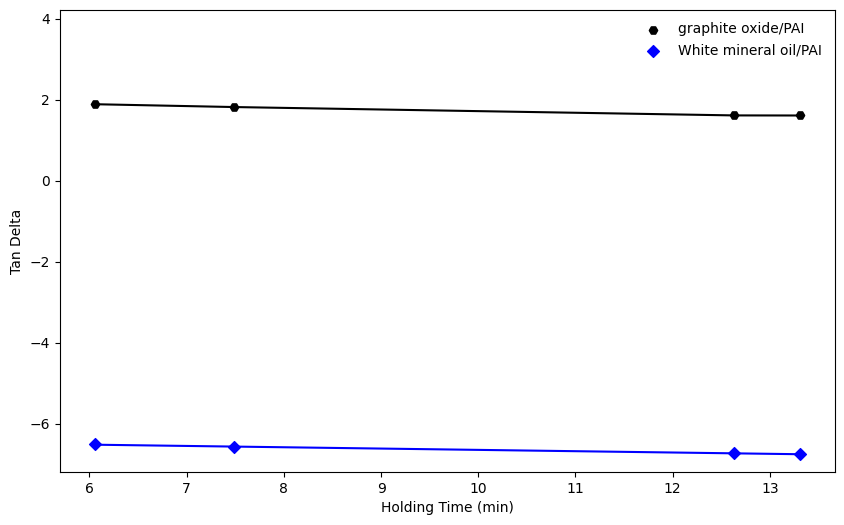 graphite oxide/PAI
White mineral oil/PAI
4
2
0
−2
−4
−6
Tan Delta
6 7 8 9 10 11 12 13
Holding Time (min)